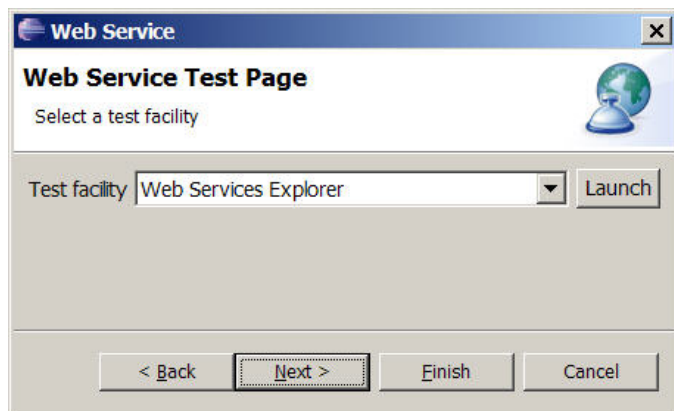 Web Service
Web Service Test Page
Select a test facility
Test facility Web Services Explorer Launch
< Back Next > Finish Cancel